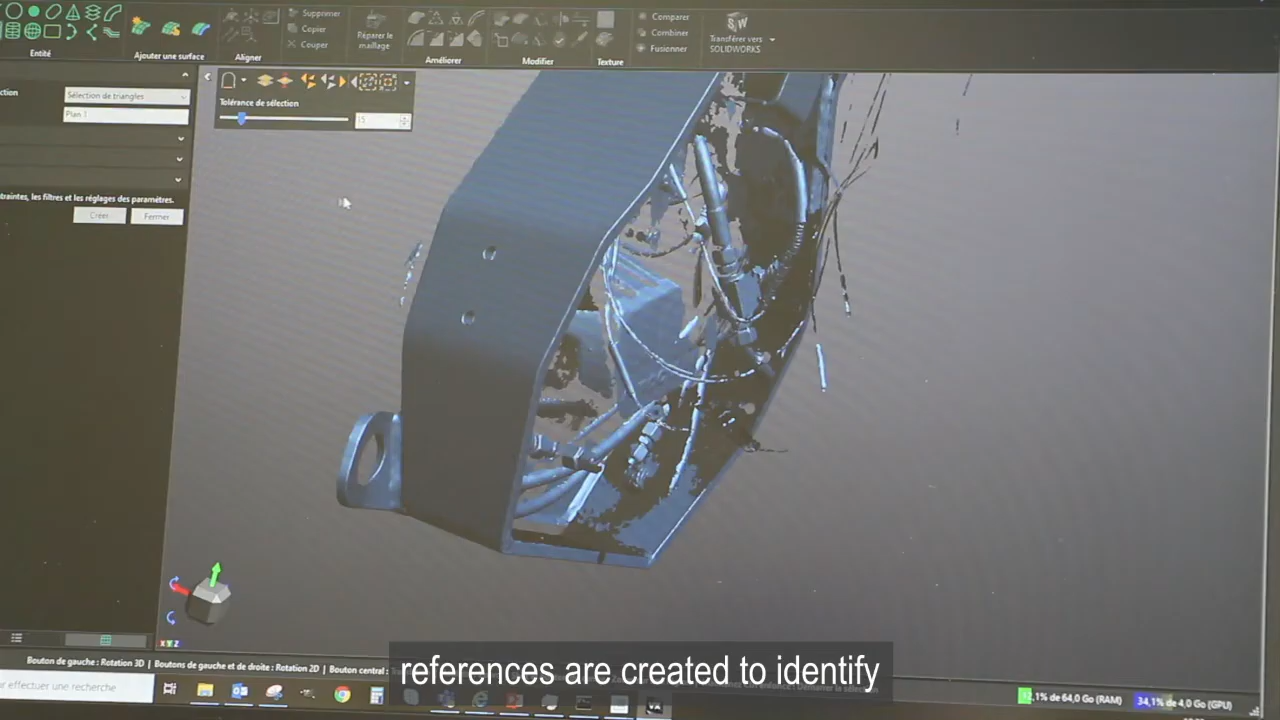 Supprimer
Copier
Couper
Réparer le
maillage
Comparer
Combiner
Fusionner
Transférer vers
SOLIDWORKS
Entité
Ajouter une surface
Aligner
Améliorer
Modifier
Texture
ction
Sélection de triangles
Plan 1
Tolérance de sélection
15
traintes, les filtres et les réglages des paramètres.
Créer
Fermer
X Y Z
Bouton de gauche : Rotation 3D | Boutons de gauche et de droite : Rotation 2D | Bouton central :
references are created to identify
ur effectuer une recherche
,1% de 64,0 Go (RAM)
34,1% de 4,0 Go (GPU)